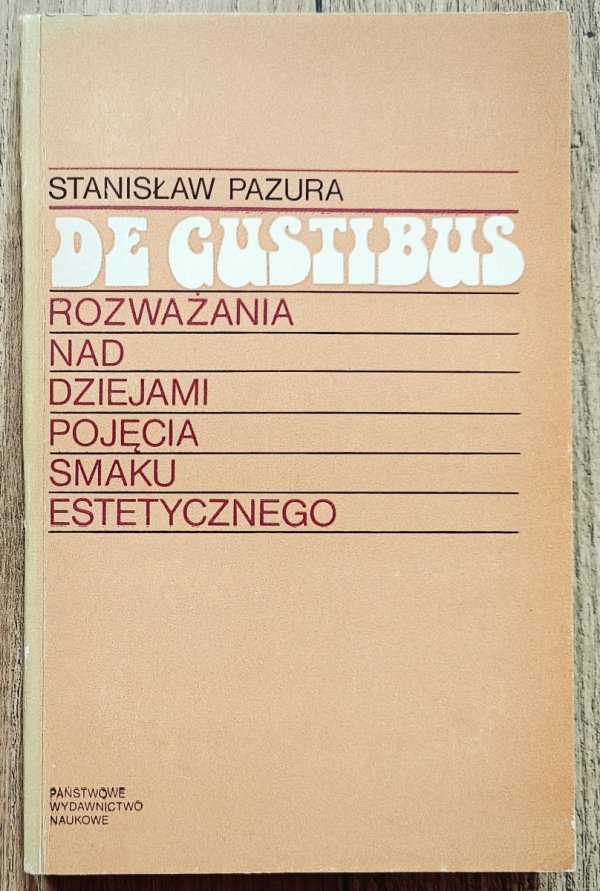 STANISŁAW PAZURA
DE GUSTIBUS
ROZWAŻANIA
NAD
DZIEJAMI
POJĘCIA
SMAKU
ESTETYCZNEGO
PAŃSTWOWE
WYDAWNICTWO
NAUKOWE